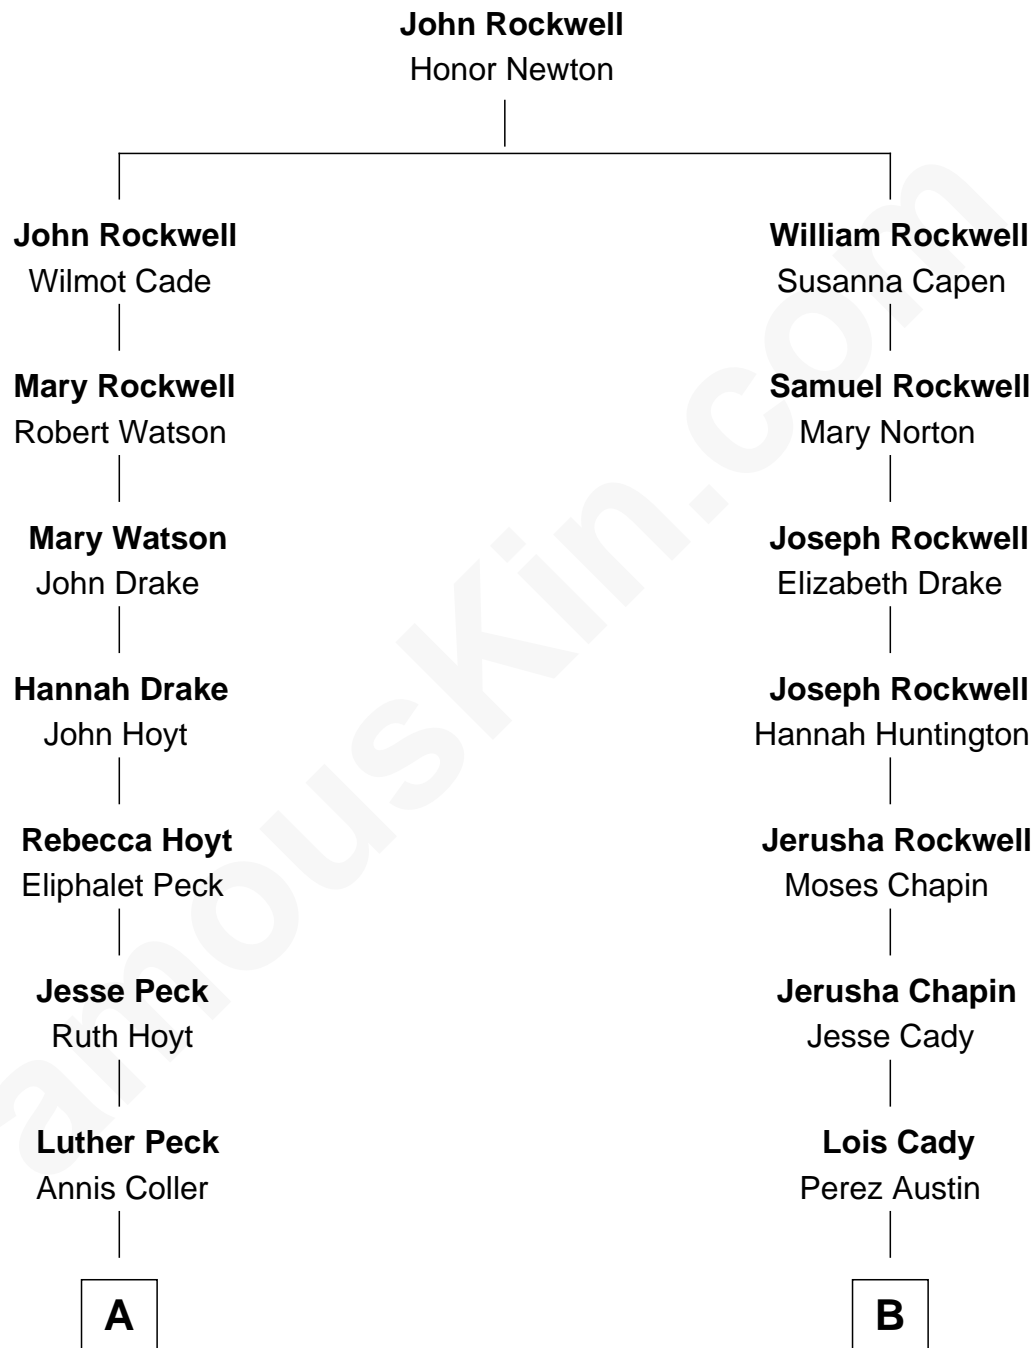 John Rockwell
Honor Newton
John Rockwell
Wilmot Cade
Mary Rockwell
Robert Watson
Mary Watson
John Drake
Hannah Drake
John Hoyt
Rebecca Hoyt
Eliphalet Peck
Jesse Peck
Ruth Hoyt
Luther Peck
Annis Coller
A
William Rockwell
Susanna Capen
Samuel Rockwell
Mary Norton
Joseph Rockwell
Elizabeth Drake
Joseph Rockwell
Hannah Huntington
Jerusha Rockwell
Moses Chapin
Jerusha Chapin
Jesse Cady
Lois Cady
Perez Austin
B
amousKin.com